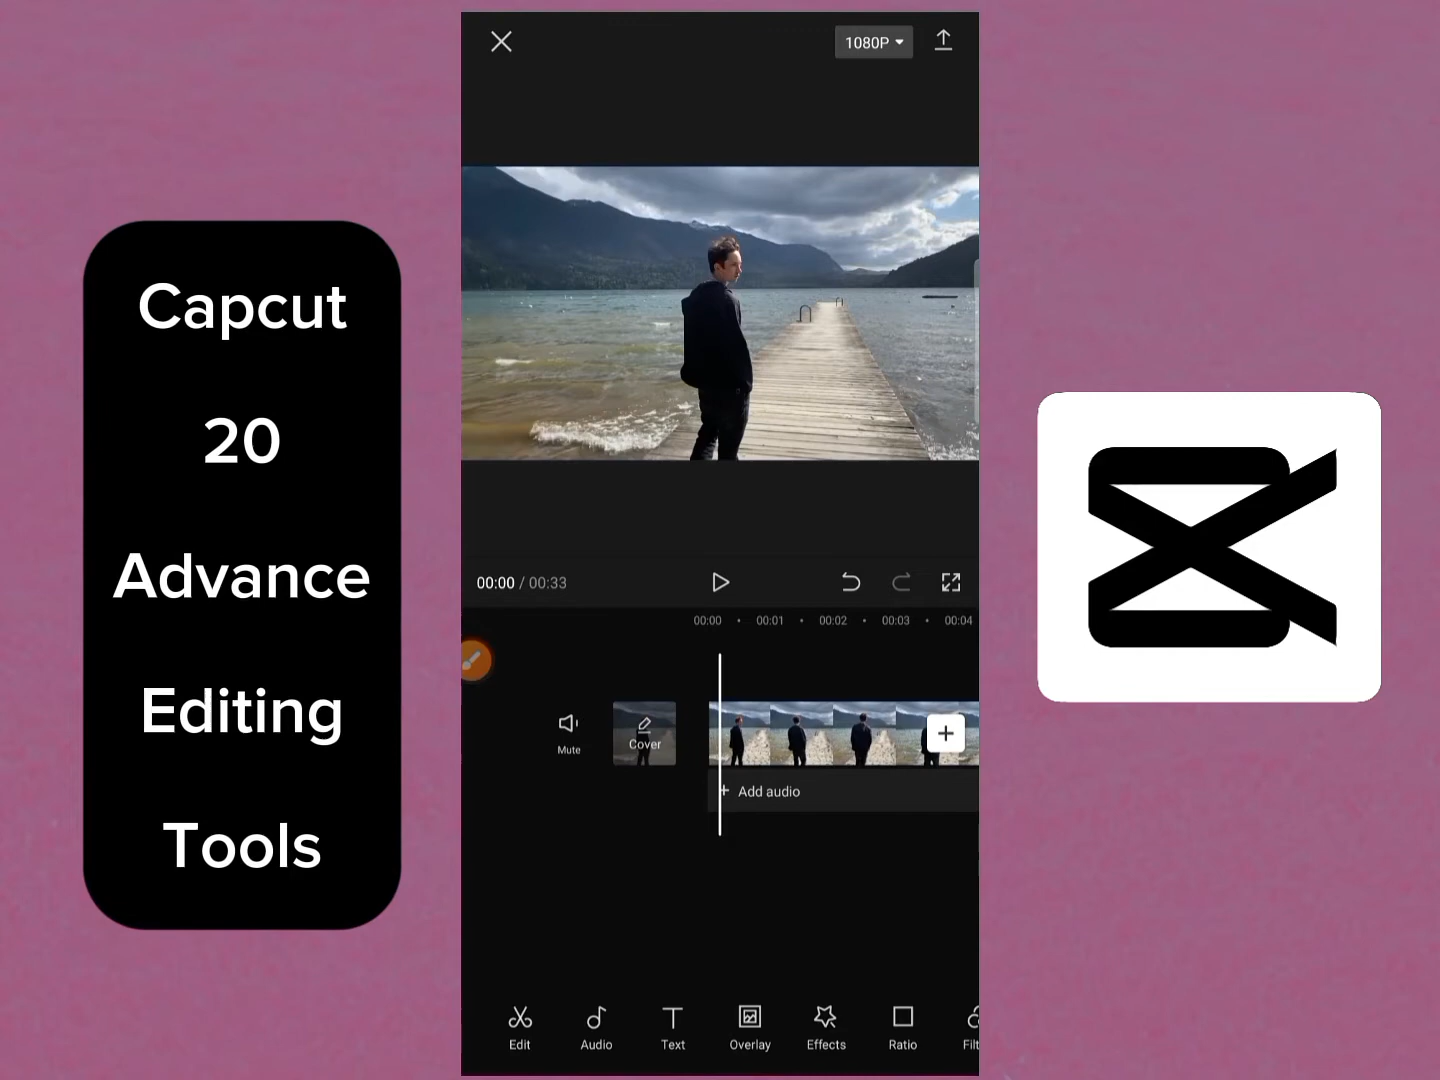 Capcut
20
Advance
Editing
Tools
1080P
00:00 / 00:33
00:00 00:01 00:02 00:03 00:04
Mute
Cover
Add audio
Edit Audio Text Overlay Effects Ratio Filt